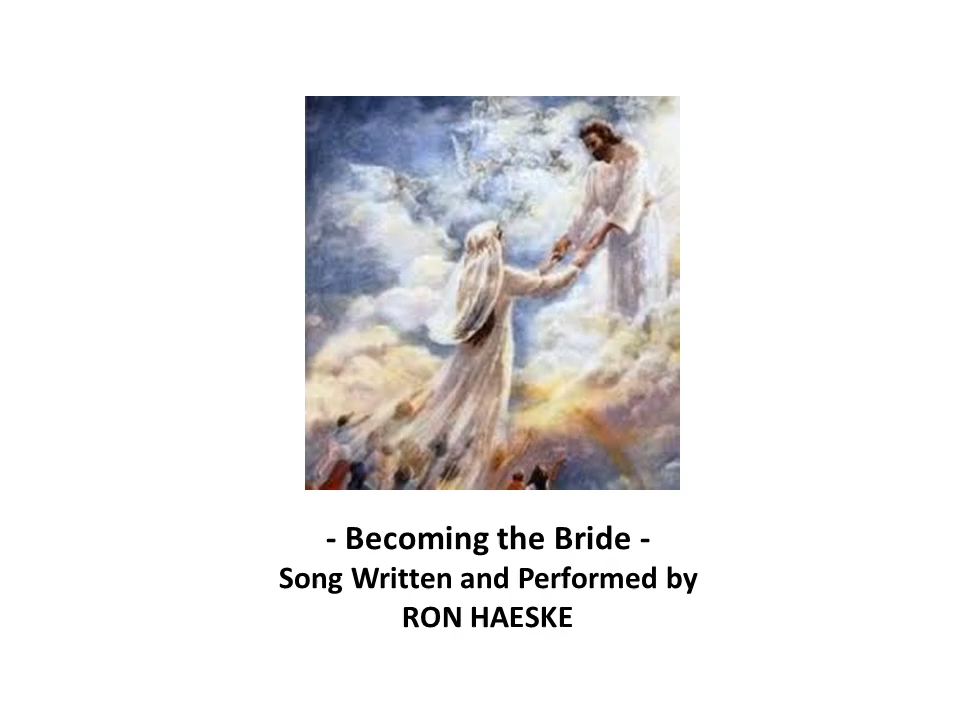 - Becoming the Bride -
Song Written and Performed by
RON HAESKE